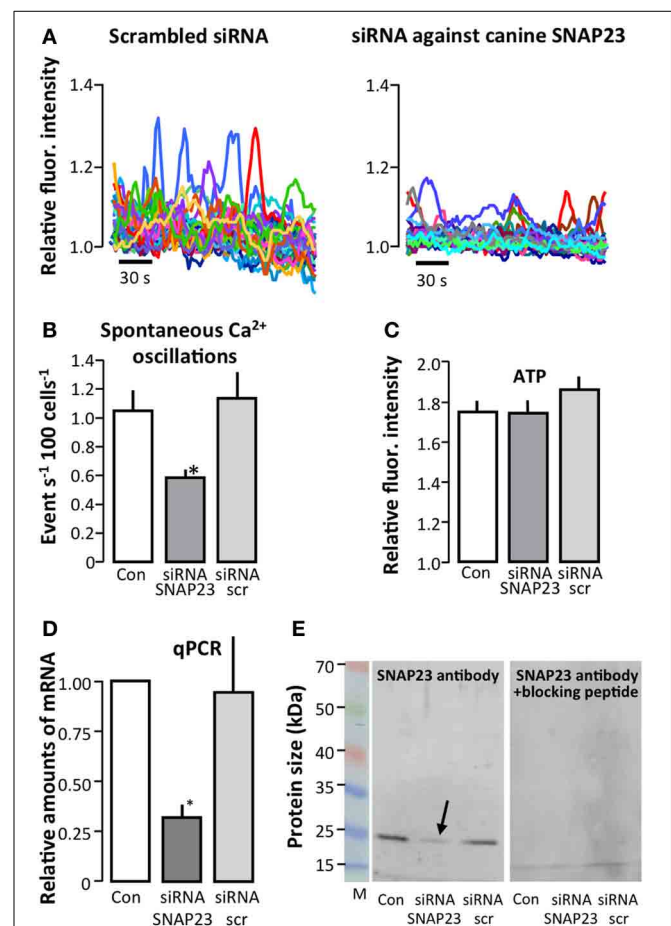 A
Scrambled siRNA
siRNA against canine SNAP23
Relative fluor. intensity
1.4
1.2
1.0
30 s
1.4
1.2
1.0
30 s
B
Spontaneous Ca²⁺
oscillations
Event s⁻¹ 100 cells⁻¹
1.4
1.2
1.0
0.8
0.6
0.4
0.2
0
*
Con
siRNA
SNAP23
siRNA
scr
C
ATP
Relative fluor. intensity
2.0
1.8
1.6
1.4
1.2
1.0
Con
siRNA
SNAP23
siRNA
scr
D
qPCR
Relative amounts of mRNA
1.00
0.75
0.50
0.25
0
*
Con
siRNA
SNAP23
siRNA
scr
E
Protein size (kDa)
70
50
40
35
25
15
SNAP23 antibody
SNAP23 antibody
+blocking peptide
M
Con
siRNA
SNAP23
siRNA
scr
Con
siRNA
SNAP23
siRNA
scr